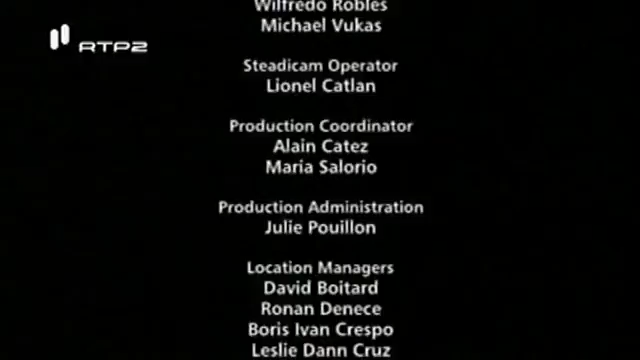 Wilfredo Robles
Michael Vukas
RTP2
Steadicam Operator
Lionel Catlan
Production Coordinator
Alain Catez
Maria Salorio
Production Administration
Julie Pouillon
Location Managers
David Boitard
Ronan Denece
Boris Ivan Crespo
Leslie Dann Cruz